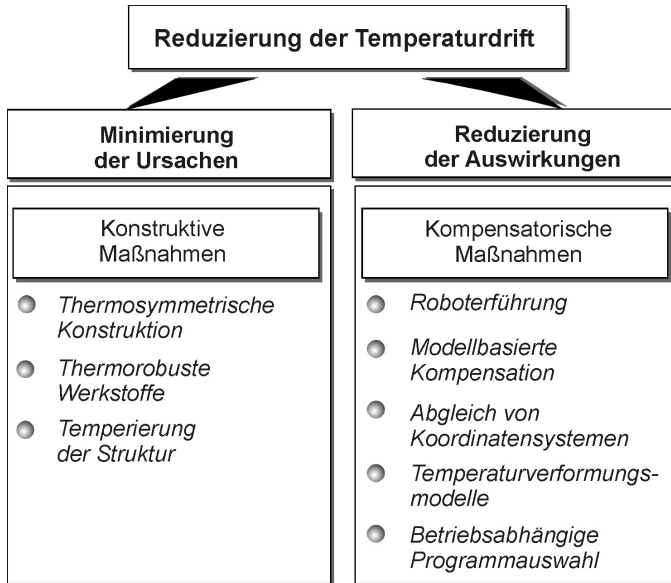 Reduzierung der Temperaturdrift
Minimierung
der Ursachen
Konstruktive
Maßnahmen
Thermosymmetrische
Konstruktion
Thermorobuste
Werkstoffe
Temperierung
der Struktur
Reduzierung
der Auswirkungen
Kompensatorische
Maßnahmen
Roboterführung
Modellbasierte
Kompensation
Abgleich von
Koordinatensystemen
Temperaturverformungs-
modelle
Betriebsabhängige
Programmauswahl